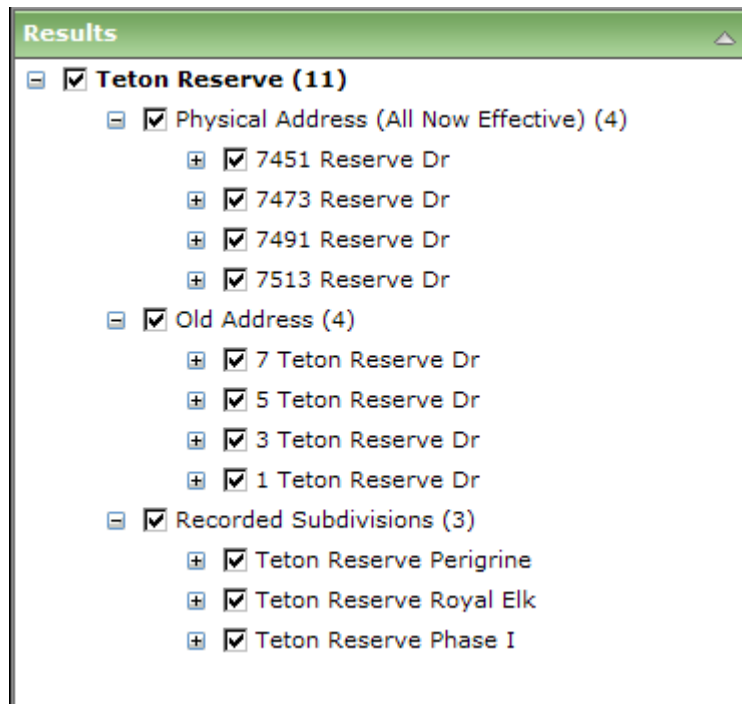 Results
Teton Reserve (11)
Physical Address (All Now Effective) (4)
7451 Reserve Dr
7473 Reserve Dr
7491 Reserve Dr
7513 Reserve Dr
Old Address (4)
7 Teton Reserve Dr
5 Teton Reserve Dr
3 Teton Reserve Dr
1 Teton Reserve Dr
Recorded Subdivisions (3)
Teton Reserve Perigrine
Teton Reserve Royal Elk
Teton Reserve Phase I